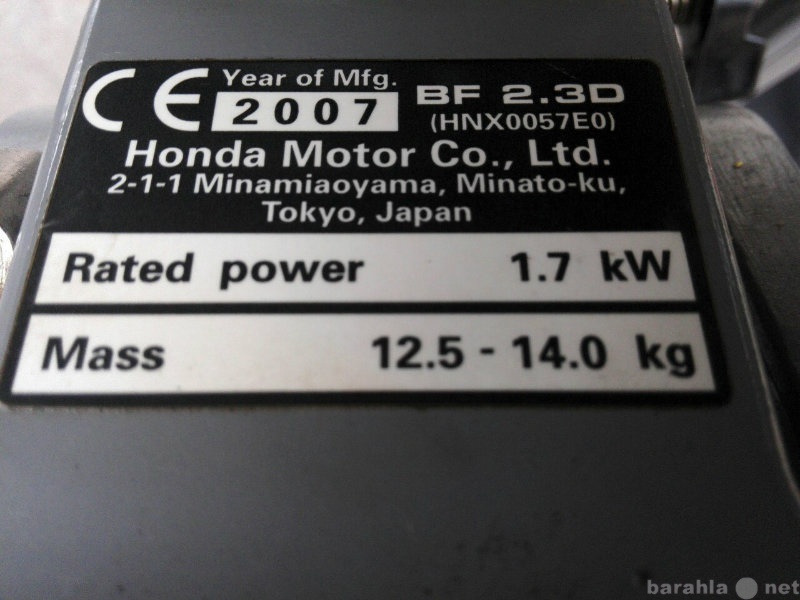 CE Year of Mfg. BF 2.3D
2007 (HNX0057E0)
Honda Motor Co., Ltd.
2-1-1 Minamiaoyama, Minato-ku,
Tokyo, Japan
Rated power 1.7 kW
Mass 12.5 - 14.0 kg
barahla net